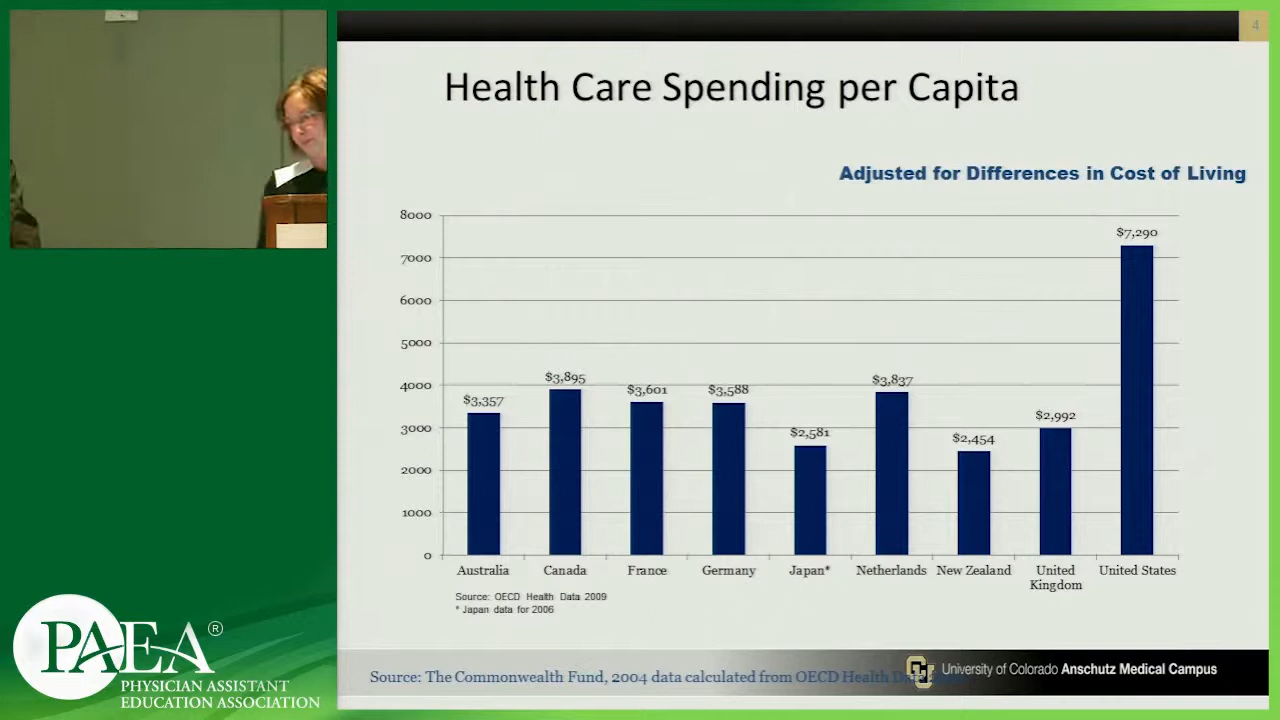 4
Health Care Spending per Capita
Adjusted for Differences in Cost of Living
8000
7000
6000
5000
4000
3000
2000
1000
0
$3,357
$3,895
$3,601
$3,588
$2,581
$3,837
$2,454
$2,992
$7,290
Australia
Canada
France
Germany
Japan*
Netherlands
New Zealand
United
Kingdom
United States
Source: OECD Health Data 2009
* Japan data for 2006
Source: The Commonwealth Fund, 2004 data calculated from OECD Health
CU University of Colorado Anschutz Medical Campus
PAEA®
PHYSICIAN ASSISTANT
EDUCATION ASSOCIATION